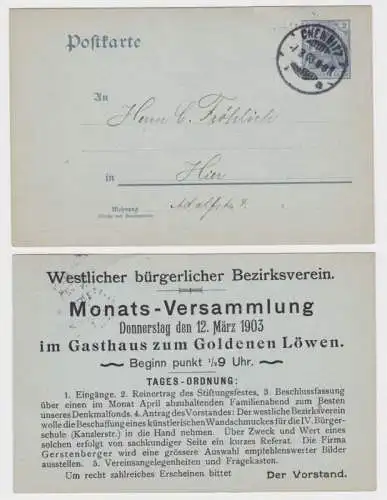 Postkarte
CHEMNITZ
An
Herrn C. Fröhlich
in Hier
Wohnung
Adolfstr.
Westlicher bürgerlicher Bezirksverein.
Monats-Versammlung
Donnerstag den 12. März 1903
im Gasthaus zum Goldenen Löwen.
Beginn punkt ½9 Uhr.
TAGES-ORDNUNG:
1. Eingänge. 2. Reinertrag des Stiftungsfestes, 3. Beschlussfassung
über einen im Monat April abzuhaltenden Familienabend zum Besten
unseres Denkmalfonds. 4. Antrag des Vorstandes: Der westliche Bezirksverein
wolle die Beschaffung eines künstlerischen Wandschmuckes für die IV. Bürger-
schule (Kanzlerstr.) in die Hand nehmen. Über Zweck und Wert eines
solchen erfolgt von sachkundiger Seite ein kurzes Referat. Die Firma
Gerstenberger wird eine grössere Auswahl empfehlenswerter Bilder
ausstellen. 5. Vereinsangelegenheiten und Fragekasten.
Um recht zahlreiches Erscheinen bittet Der Vorstand.